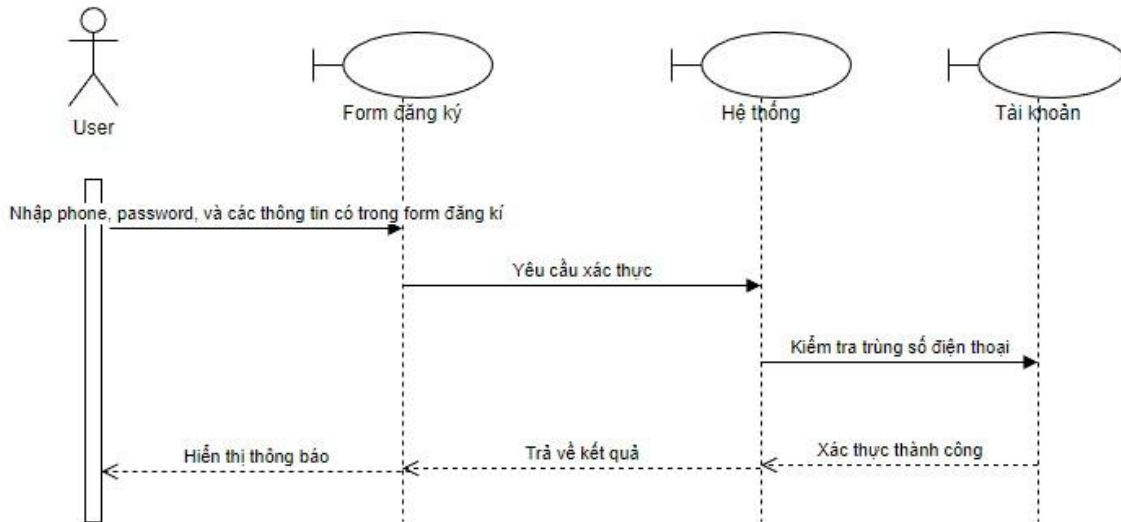 User
Form đăng ký
Hệ thống
Tài khoản
Nhập phone, password, và các thông tin có trong form đăng kí
Yêu cầu xác thực
Kiểm tra trùng số điện thoại
Xác thực thành công
Trả về kết quả
Hiển thị thông báo